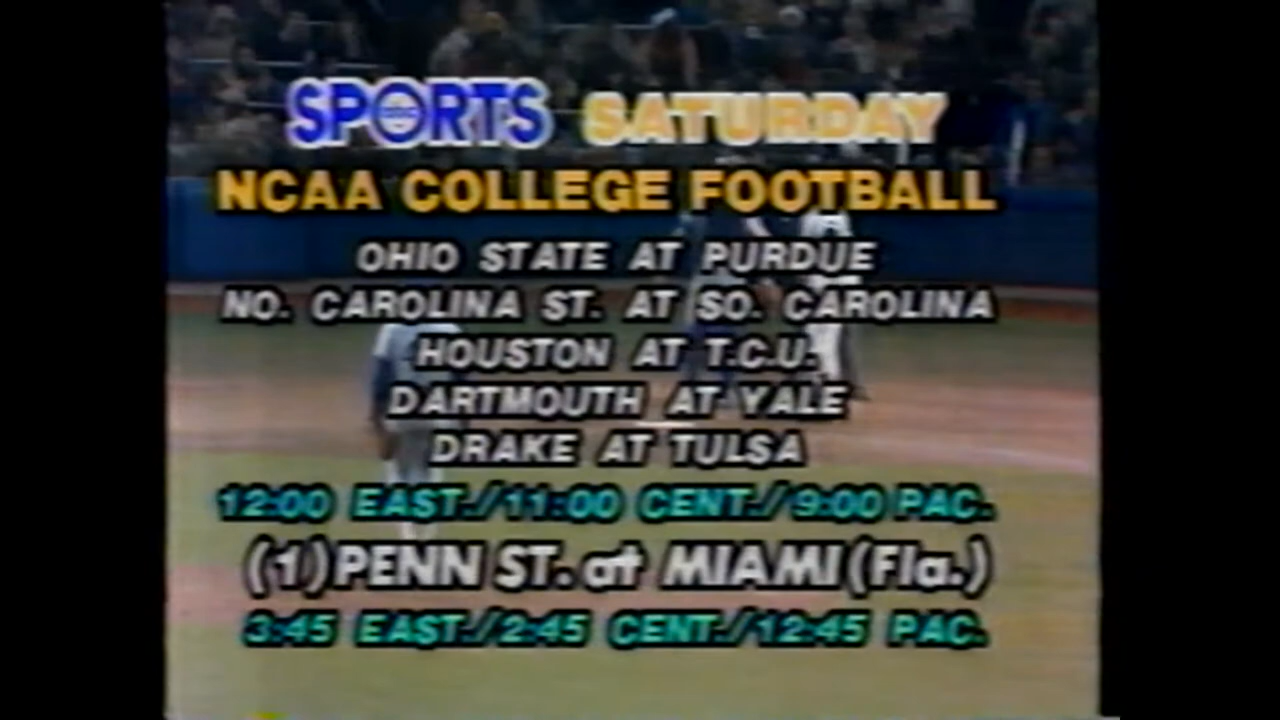 SPORTS SATURDAY
NCAA COLLEGE FOOTBALL
OHIO STATE AT PURDUE
NO. CAROLINA ST. AT SO. CAROLINA
HOUSTON AT T.C.U.
DARTMOUTH AT YALE
DRAKE AT TULSA
12:00 EAST./11:00 CENT./9:00 PAC.
(1)PENN ST. at MIAMI(Fla.)
3:45 EAST./2:45 CENT./12:45 PAC.